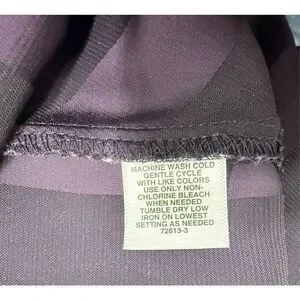 MACHINE WASH COLD
GENTLE CYCLE
WITH LIKE COLORS
USE ONLY NON-
CHLORINE BLEACH
WHEN NEEDED
TUMBLE DRY LOW
IRON ON LOWEST
SETTING AS NEEDED
72613-3